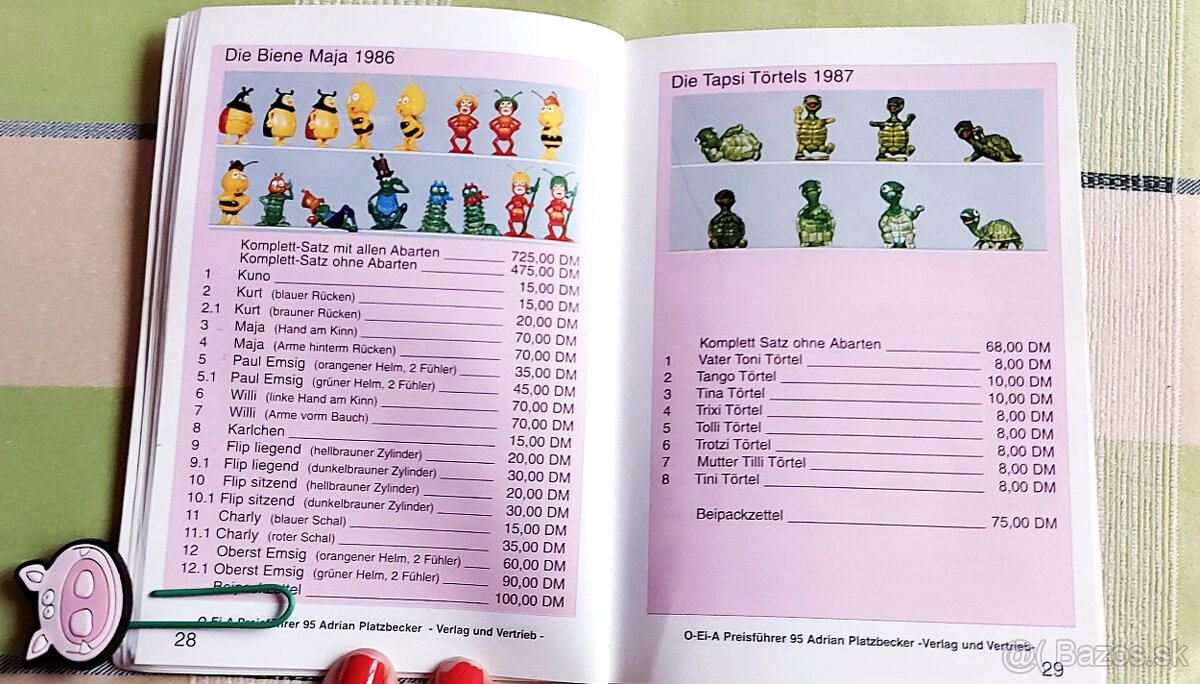 Die Biene Maja 1986
Komplett-Satz mit allen Abarten 725,00 DM
Komplett-Satz ohne Abarten 475,00 DM
1 Kuno 15,00 DM
2 Kurt (blauer Rücken) 15,00 DM
2.1 Kurt (brauner Rücken) 20,00 DM
3 Maja (Hand am Kinn) 70,00 DM
4 Maja (Arme hinterm Rücken) 70,00 DM
5 Paul Emsig (orangener Helm, 2 Fühler) 35,00 DM
5.1 Paul Emsig (grüner Helm, 2 Fühler) 45,00 DM
6 Willi (linke Hand am Kinn) 70,00 DM
7 Willi (Arme vorm Bauch) 70,00 DM
8 Karlchen 15,00 DM
9 Flip liegend (hellbrauner Zylinder) 20,00 DM
9.1 Flip liegend (dunkelbrauner Zylinder) 30,00 DM
10 Flip sitzend (hellbrauner Zylinder) 20,00 DM
10.1 Flip sitzend (dunkelbrauner Zylinder) 30,00 DM
11 Charly (blauer Schal) 15,00 DM
11.1 Charly (roter Schal) 35,00 DM
12 Oberst Emsig (orangener Helm, 2 Fühler) 60,00 DM
12.1 Oberst Emsig (grüner Helm, 2 Fühler) 90,00 DM
Beipackzettel 100,00 DM
O-Ei-A Preisführer 95 Adrian Platzbecker - Verlag und Vertrieb -
28
Die Tapsi Törtels 1987
Komplett Satz ohne Abarten 68,00 DM
1 Vater Toni Törtel 8,00 DM
2 Tango Törtel 10,00 DM
3 Tina Törtel 10,00 DM
4 Trixi Törtel 8,00 DM
5 Tolli Törtel 8,00 DM
6 Trotzi Törtel 8,00 DM
7 Mutter Tilli Törtel 8,00 DM
8 Tini Törtel 8,00 DM
Beipackzettel 75,00 DM
O-Ei-A Preisführer 95 Adrian Platzbecker -Verlag und Vertrieb-
29
@( Bazos.sk